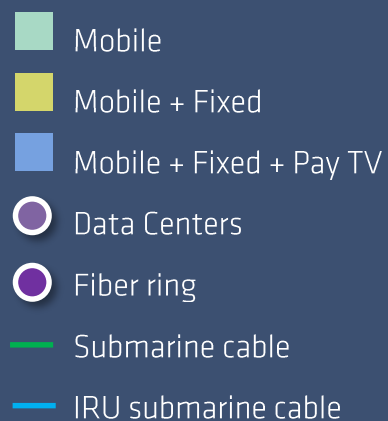 Mobile
Mobile + Fixed
Mobile + Fixed + Pay TV
Data Centers
Fiber ring
Submarine cable
IRU submarine cable